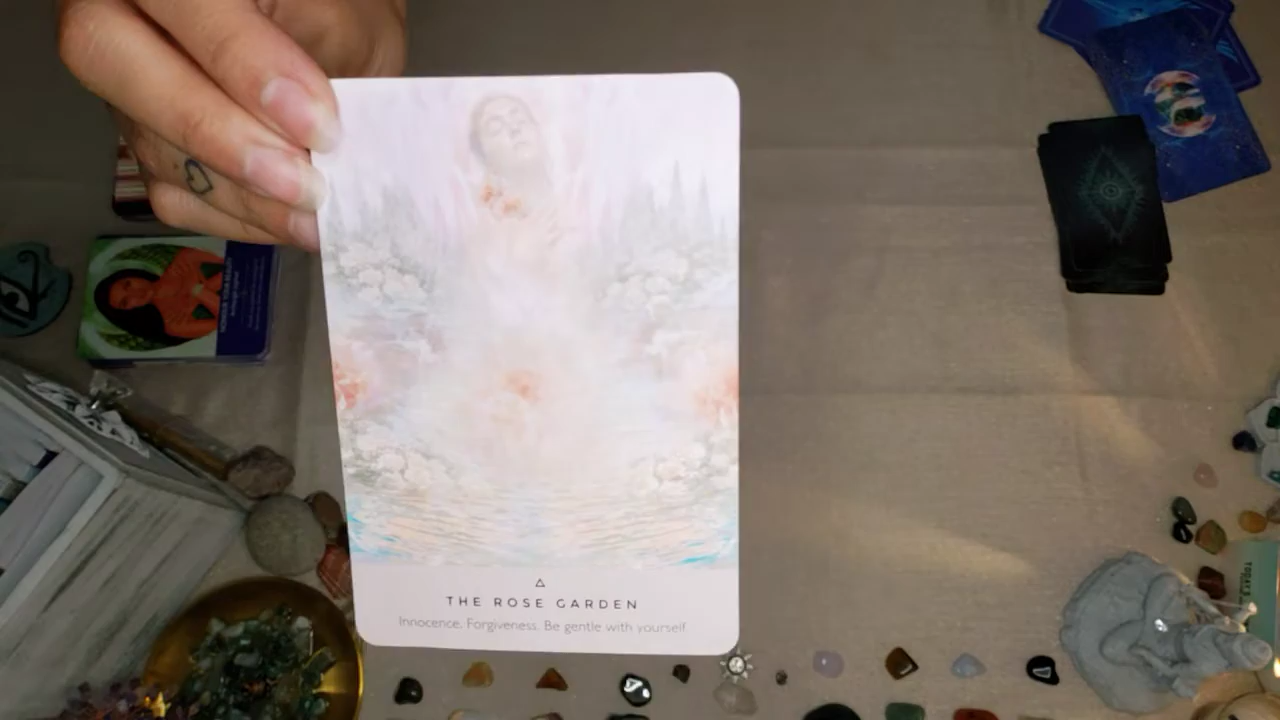 THE ROSE GARDEN
Innocence. Forgiveness. Be gentle with yourself